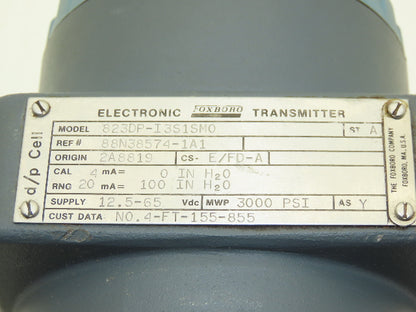 ELECTRONIC FOXBORO TRANSMITTER
MODEL 823DP-I3S1SM0 ST A
REF # 88N38574-1A1
ORIGIN 2A8819 CS- E/FD-A
CAL 4 mA= 0 IN H2O
RNG 20 mA= 100 IN H2O
SUPPLY 12.5-65 Vdc MWP 3000 PSI AS Y
CUST DATA NO.4-FT-155-855
d/p Cell
THE FOXBORO COMPANY
FOXBORO, MA. U.S.A.